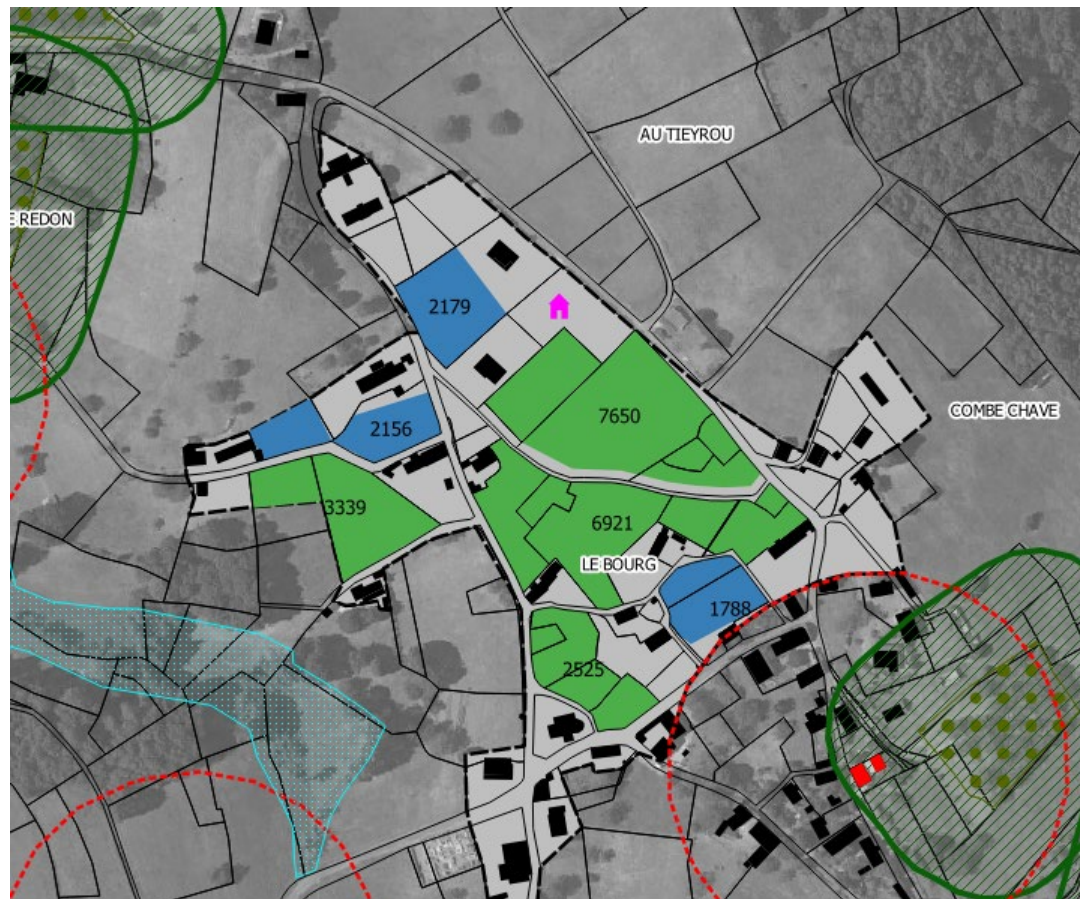 AU TIEYROU
E REDON
2179
7650
COMBE CHAVE
2156
3339
6921
LE BOURG
1788
2525